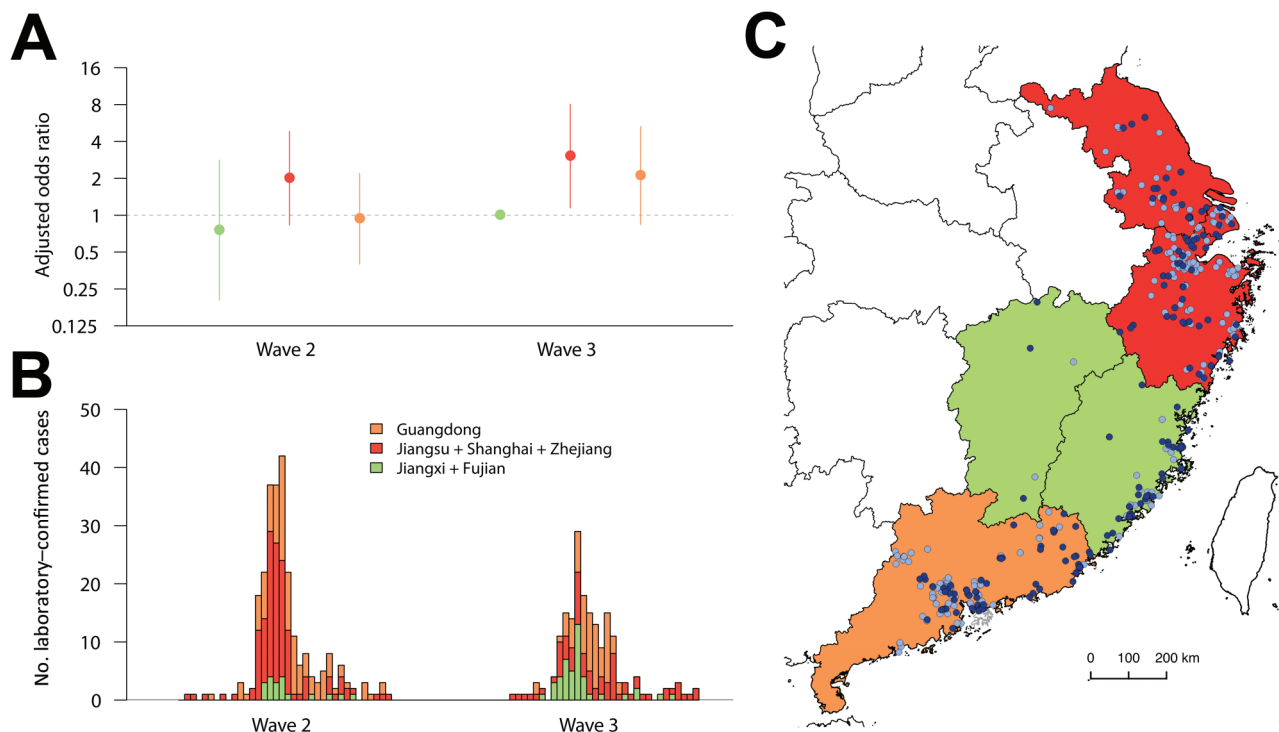 A
Adjusted odds ratio
16
8
4
2
1
0.5
0.25
0.125
Wave 2
Wave 3
B
No. laboratory–confirmed cases
50
40
30
20
10
0
Guangdong
Jiangsu + Shanghai + Zhejiang
Jiangxi + Fujian
Wave 2
Wave 3
C
0 100 200 km